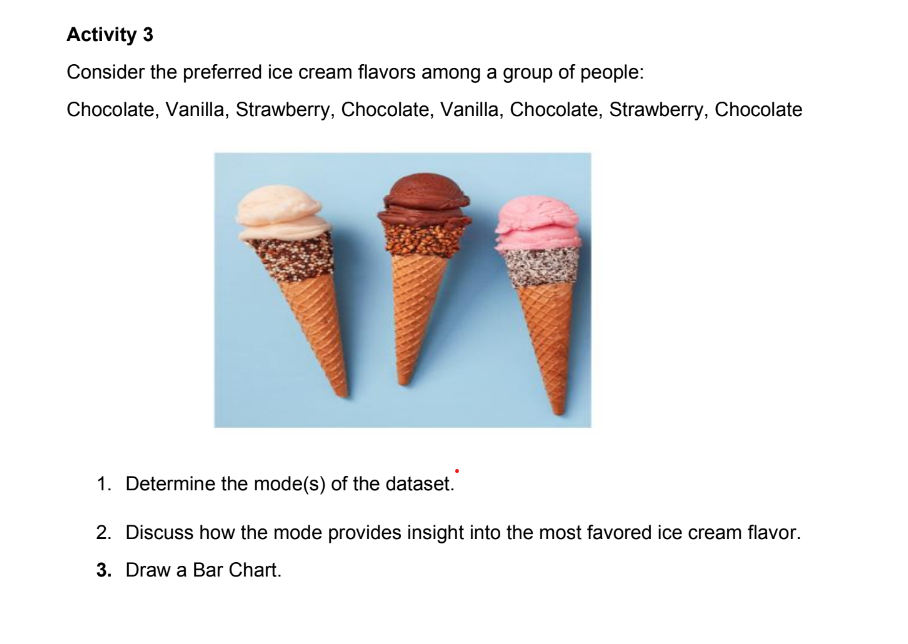 Activity 3
Consider the preferred ice cream flavors among a group of people:
Chocolate, Vanilla, Strawberry, Chocolate, Vanilla, Chocolate, Strawberry, Chocolate
1. Determine the mode(s) of the dataset.
2. Discuss how the mode provides insight into the most favored ice cream flavor.
3. Draw a Bar Chart.